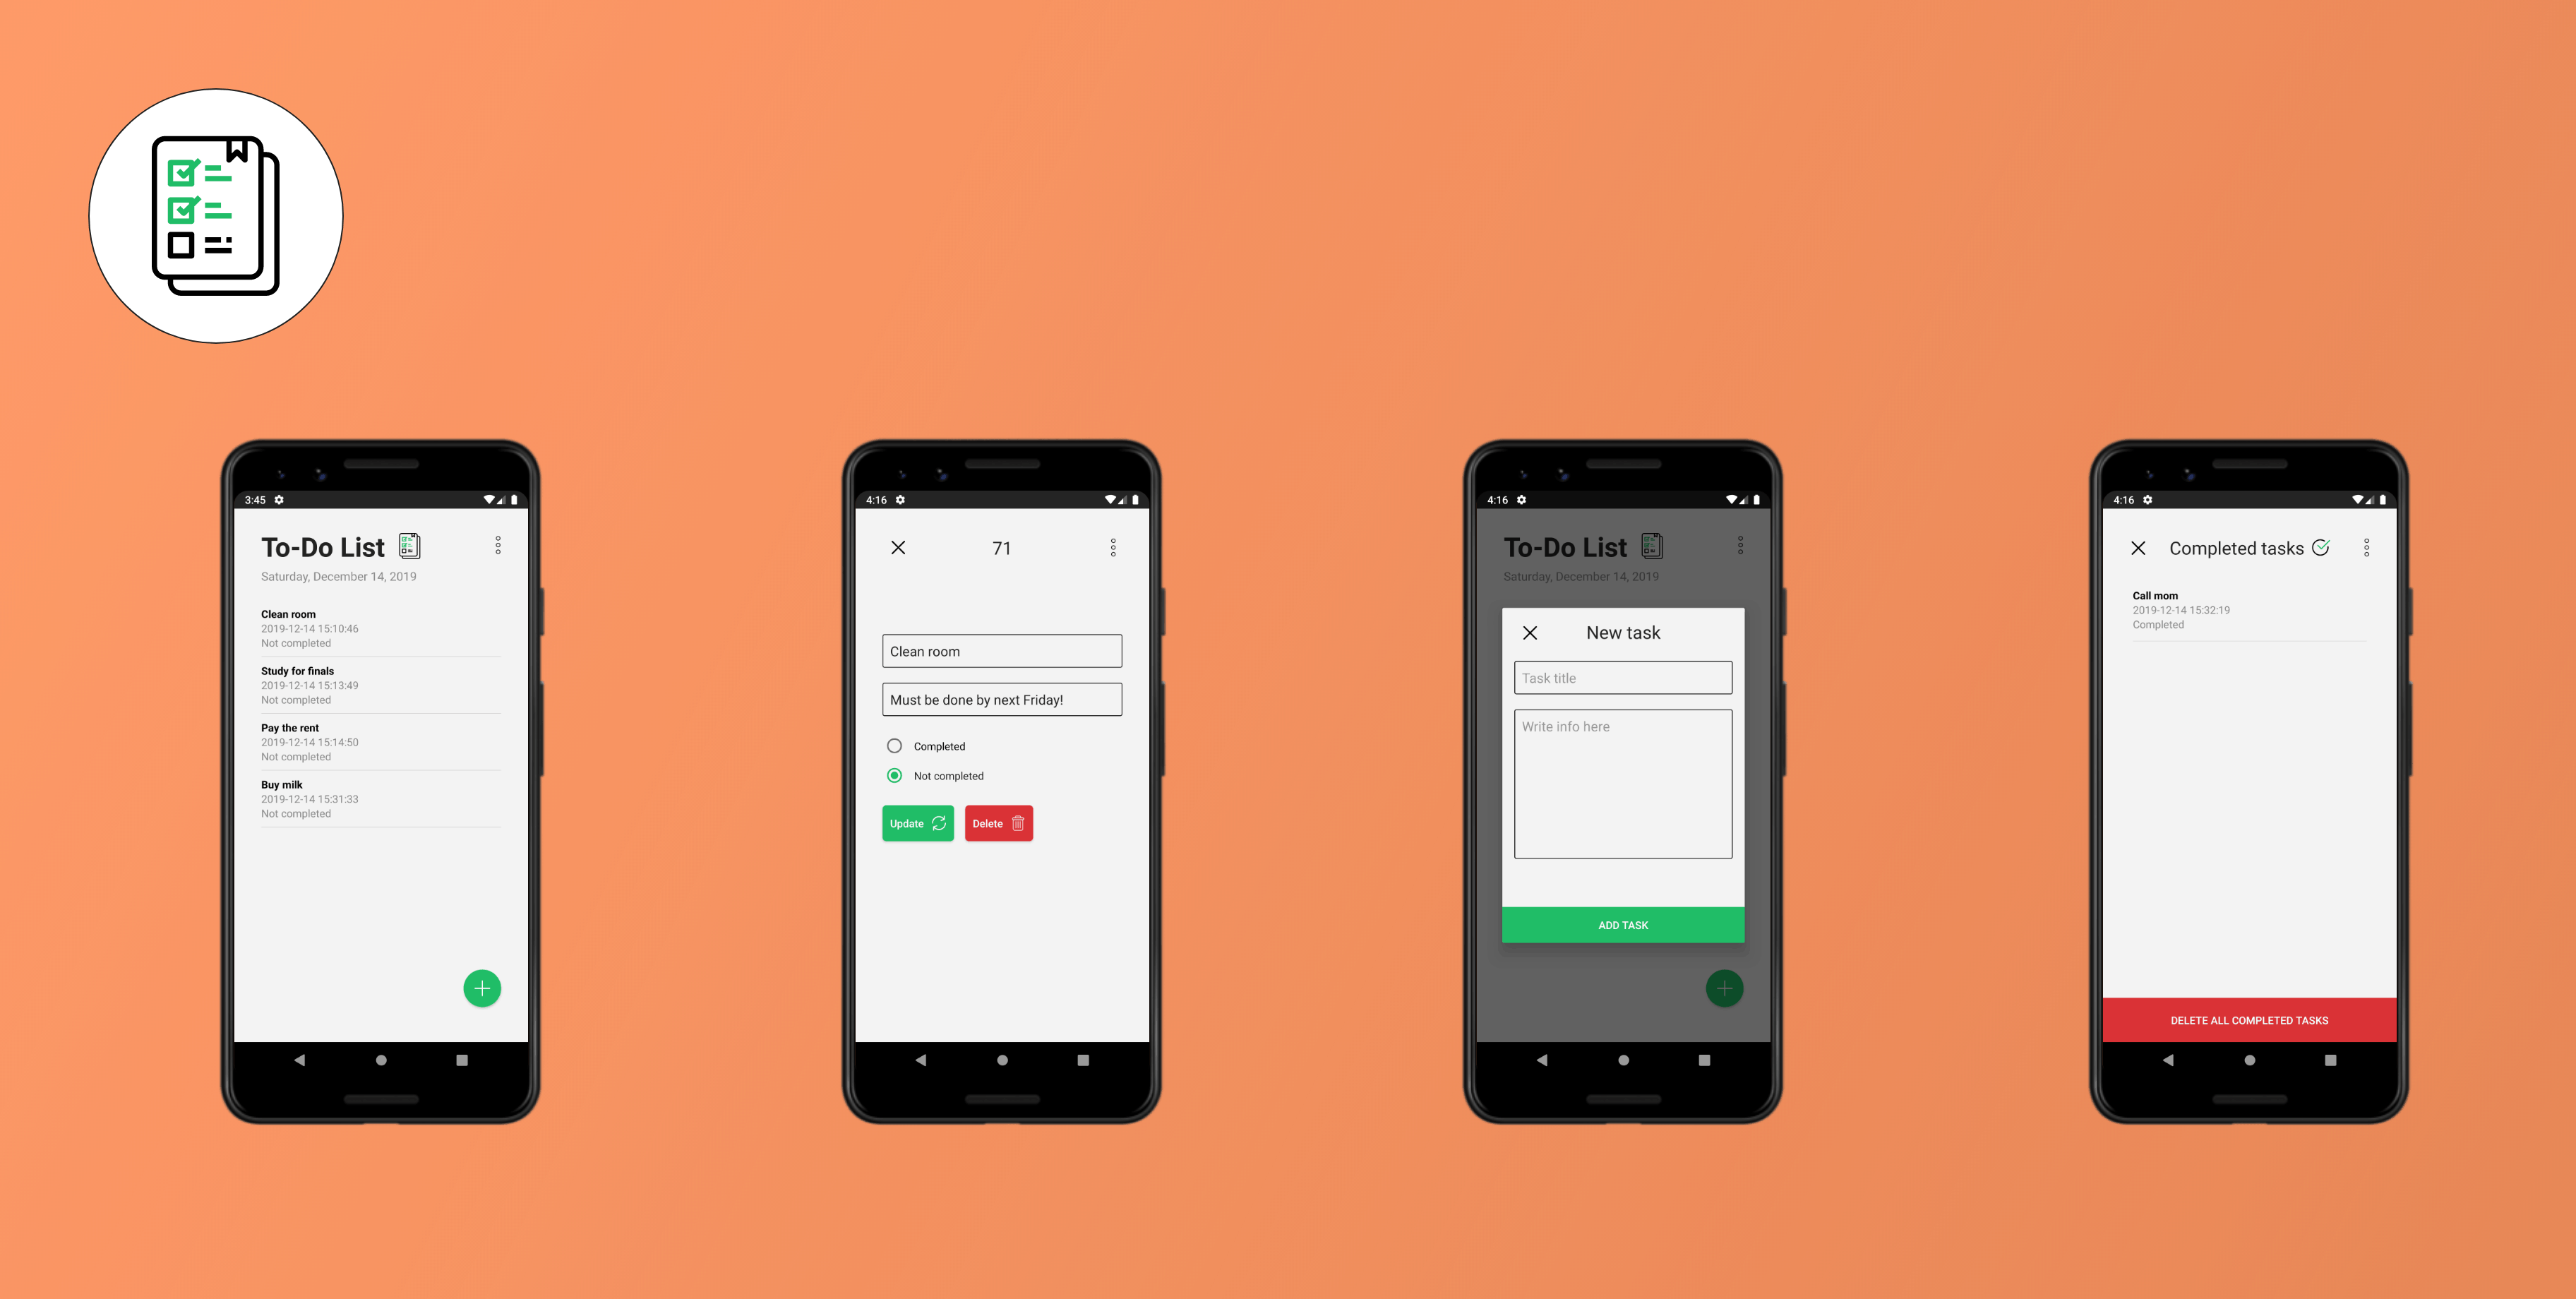 3:45
To-Do List
Saturday, December 14, 2019
Clean room
2019-12-14 15:10:46
Not completed
Study for finals
2019-12-14 15:13:49
Not completed
Pay the rent
2019-12-14 15:14:50
Not completed
Buy milk
2019-12-14 15:31:33
Not completed
4:16
71
Clean room
Must be done by next Friday!
Completed
Not completed
Update
Delete
4:16
To-Do List
Saturday, December 14, 2019
New task
Task title
Write info here
ADD TASK
4:16
Completed tasks
Call mom
2019-12-14 15:32:19
Completed
DELETE ALL COMPLETED TASKS